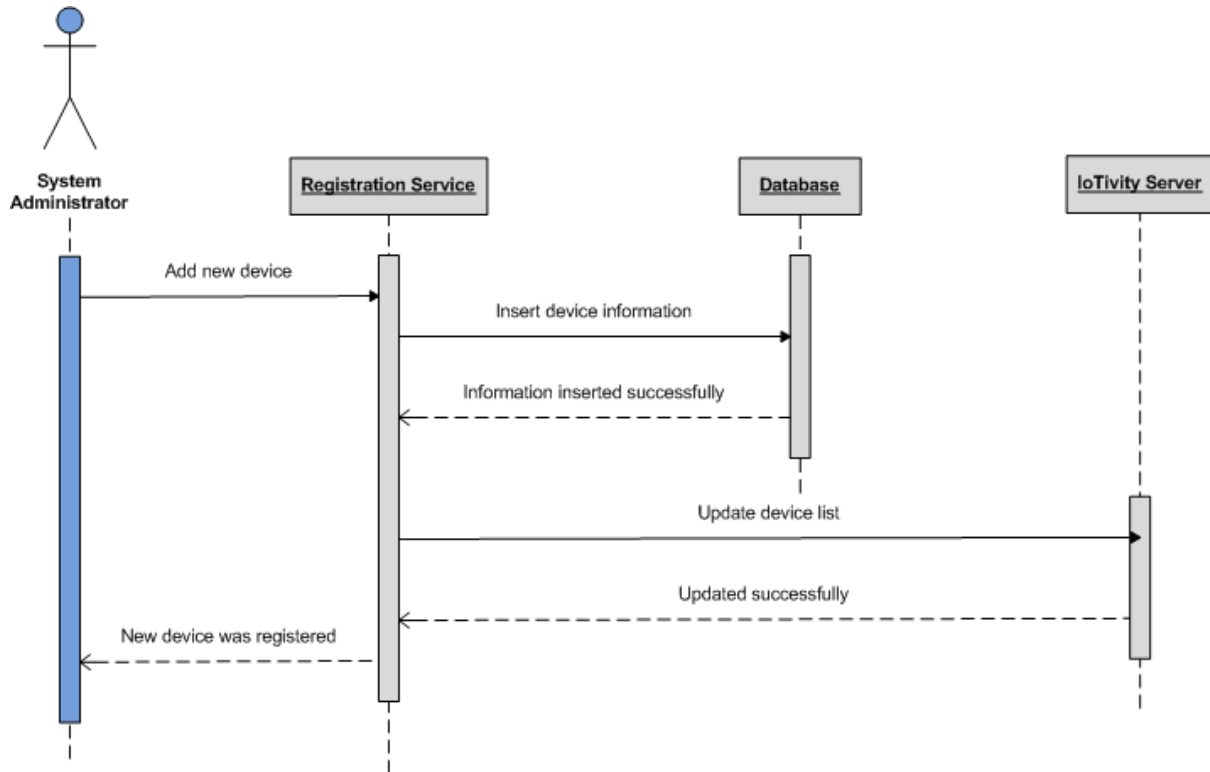 System
Administrator
Registration Service
Database
IoTivity Server
Add new device
Insert device information
Information inserted successfully
Update device list
Updated successfully
New device was registered